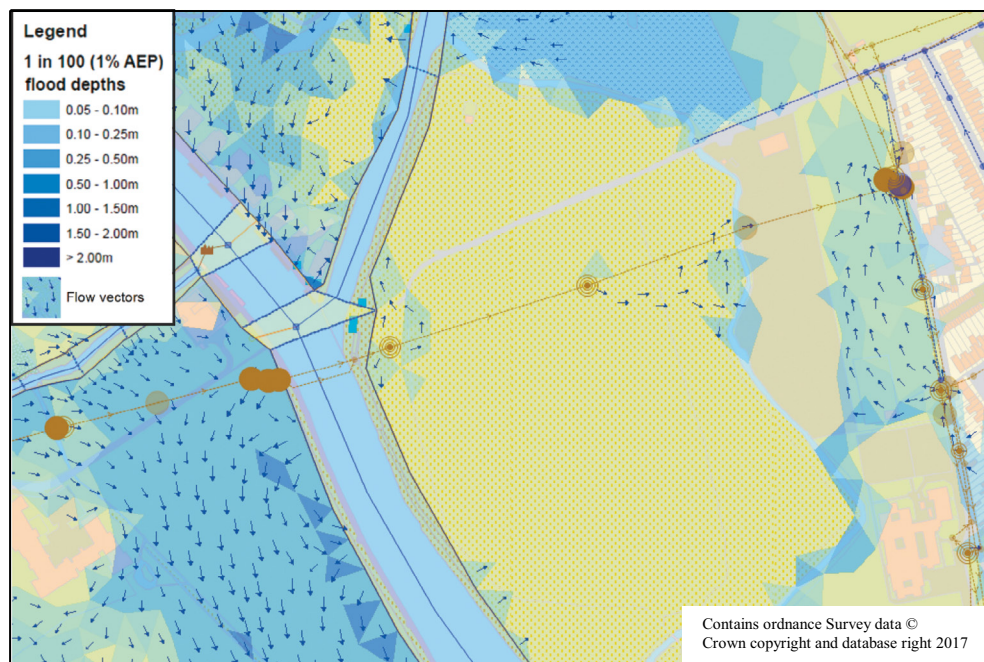 Legend
1 in 100 (1% AEP)
flood depths
0.05 - 0.10m
0.10 - 0.25m
0.25 - 0.50m
0.50 - 1.00m
1.00 - 1.50m
1.50 - 2.00m
> 2.00m
Flow vectors
Contains ordnance Survey data ©
Crown copyright and database right 2017